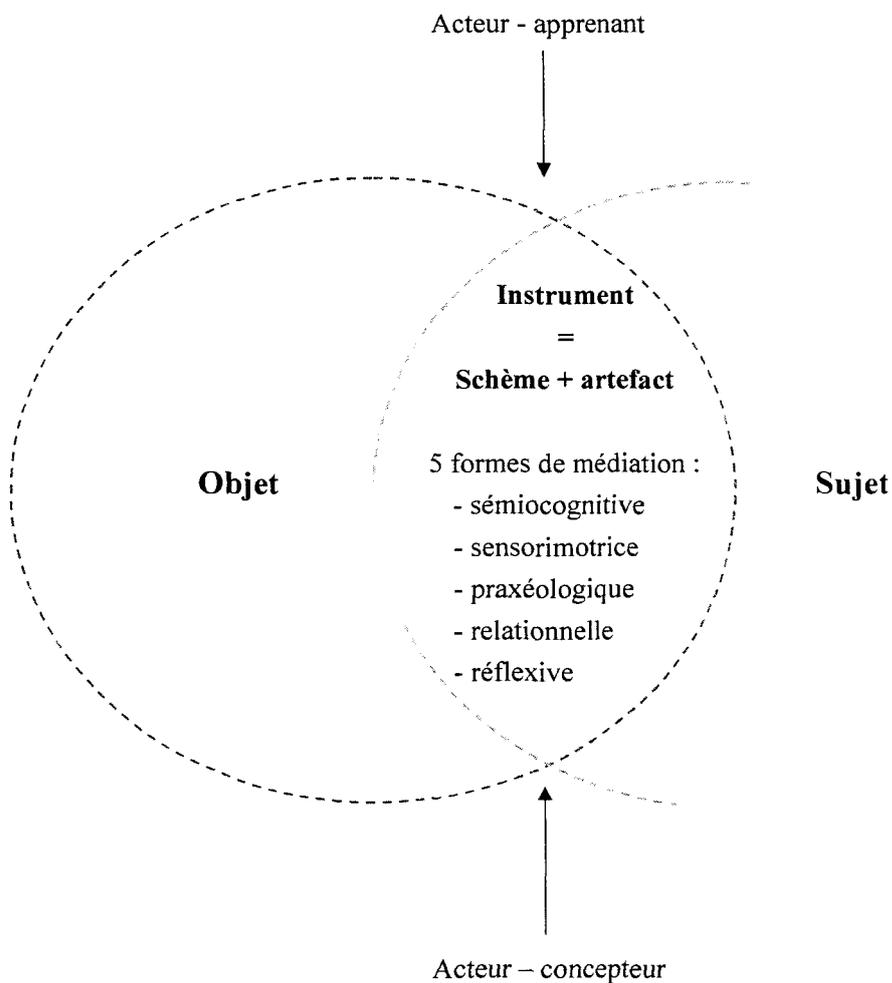 Acteur - apprenant
Instrument
=
Schème + artefact
5 formes de médiation :
- sémiocognitive
- sensorimotrice
- praxéologique
- relationnelle
- réflexive
Objet
Sujet
Acteur – concepteur